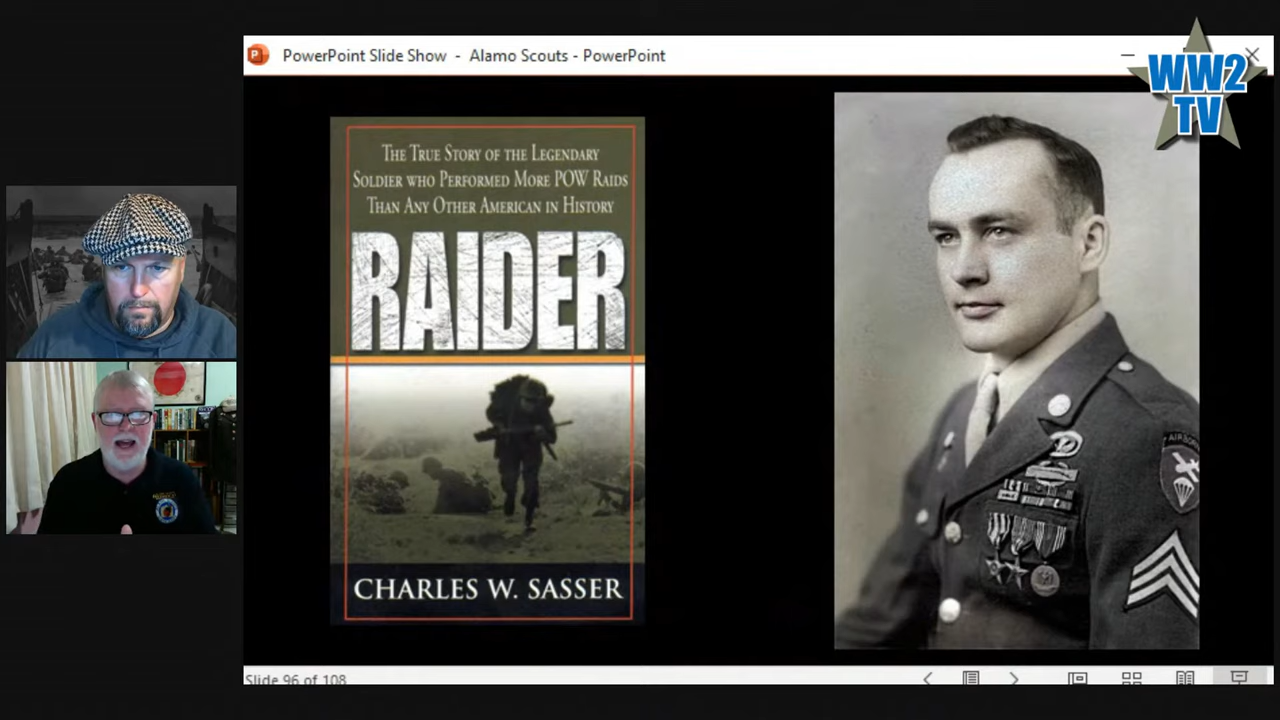 PowerPoint Slide Show - Alamo Scouts - PowerPoint
WW2
TV
THE TRUE STORY OF THE LEGENDARY
SOLDIER WHO PERFORMED MORE POW RAIDS
THAN ANY OTHER AMERICAN IN HISTORY
RAIDER
CHARLES W. SASSER
AIRBORNE
Slide 96 of 108